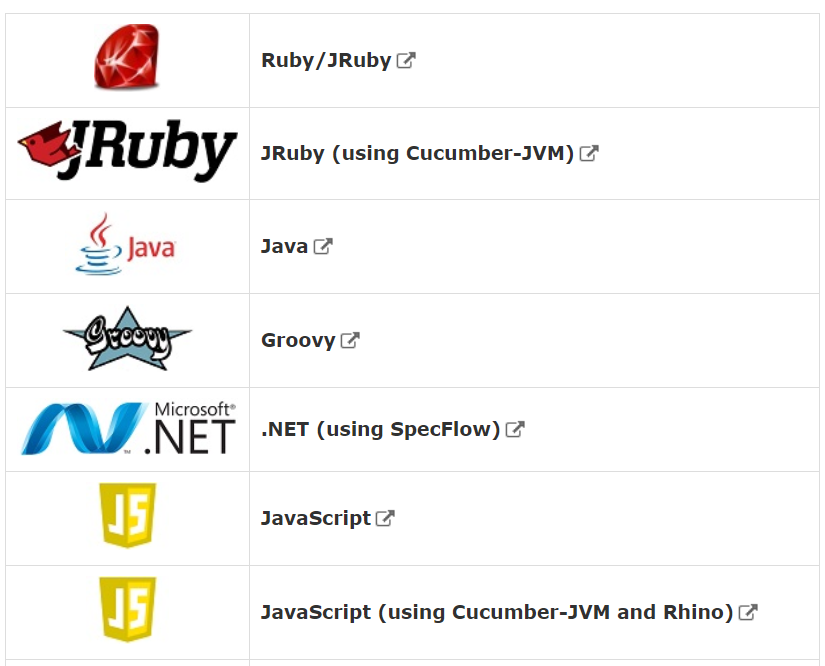 Ruby/JRuby
JRuby
JRuby (using Cucumber-JVM)
Java
Java
Groovy
Groovy
Microsoft®
.NET
™
.NET (using SpecFlow)
JS
JavaScript
JS
JavaScript (using Cucumber-JVM and Rhino)